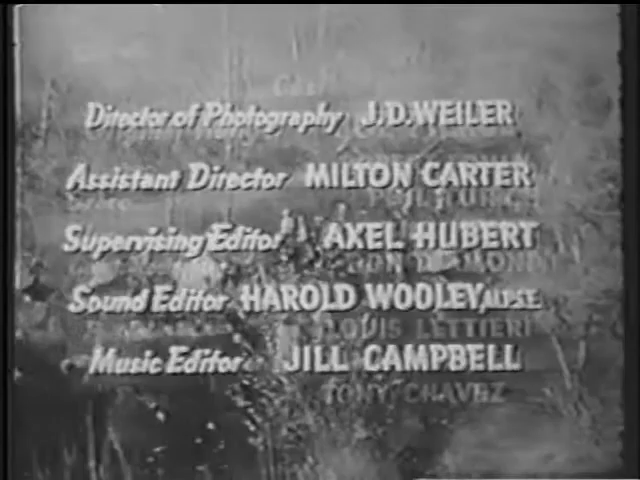 Director of Photography J.D. WEILER
Assistant Director MILTON CARTER
Supervising Editor AXEL HUBERT
Sound Editor HAROLD WOOLEY, M.P.S.E.
Music Editor JILL CAMPBELL
LOUIS LETTIERI
TONY CHAVEZ